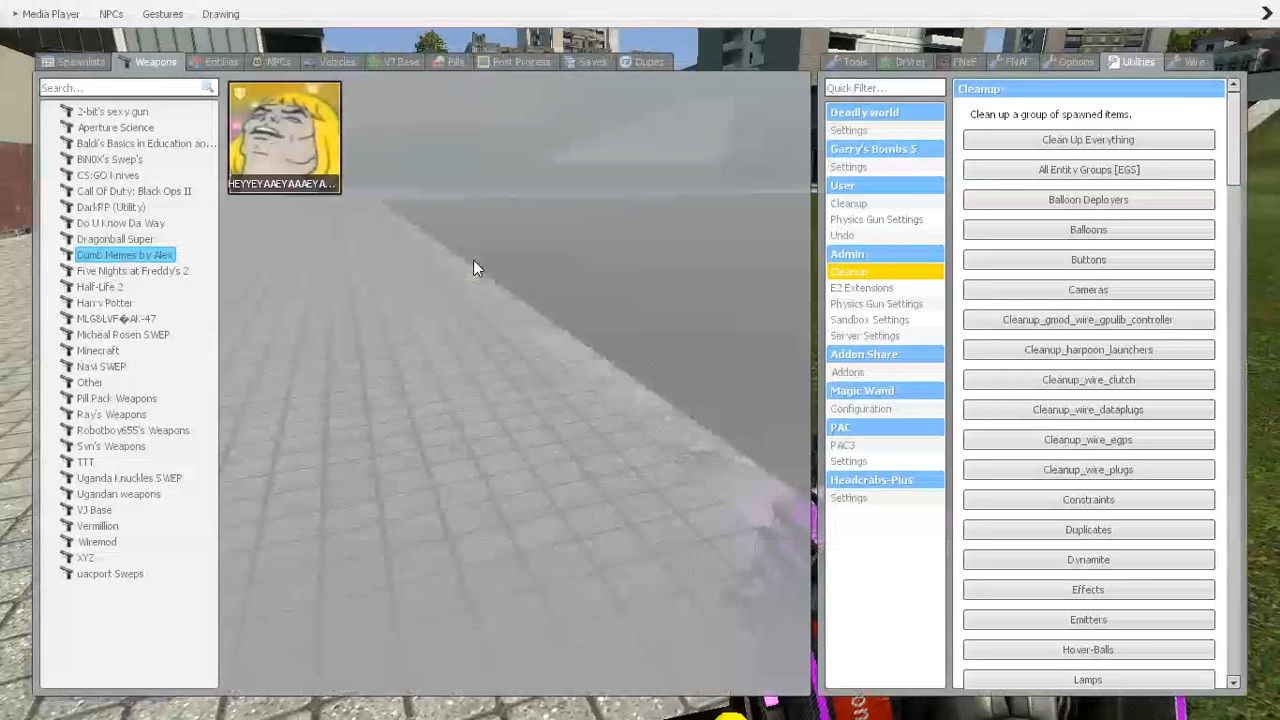 Media Player
NPCs
Gestures
Drawing
Spawnlists
Weapons
Entities
NPCs
Vehicles
VJ Base
Pills
Post Process
Saves
Dupes
Tools
DrVrej
FNaF
FNAF
Options
Utilities
Wire
Search...
2-bit's sexy gun
Aperture Science
Baldi's Basics in Education an...
BiN0X's Swep's
CS:GO Knives
Call Of Duty: Black Ops II
DarkRP (Utility)
Do U Know Da Way
Dragonball Super
Dumb Memes by Alex
Five Nights at Freddy's 2
Half-Life 2
Harry Potter
MLG&LVF�AK-47
Micheal Rosen SWEP
Minecraft
Navi SWEP
Other
Pill Pack Weapons
Ray's Weapons
Robotboy655's Weapons
Svn's Weapons
TTT
Uganda Knuckles SWEP
Ugandan weapons
VJ Base
Vermillion
Wiremod
XYZ
uacport Sweps
HEYYEYAAEYAAAEYA...
Quick Filter...
Deadly world
Settings
Garry's Bombs 5
Settings
User
Cleanup
Physics Gun Settings
Undo
Admin
Cleanup
E2 Extensions
Physics Gun Settings
Sandbox Settings
Server Settings
Addon Share
Addons
Magic Wand
Configuration
PAC
PAC3
Settings
Headcrabs-Plus
Settings
Cleanup
Clean up a group of spawned items.
Clean Up Everything
All Entity Groups [EGS]
Balloon Deployers
Balloons
Buttons
Cameras
Cleanup_gmod_wire_gpulib_controller
Cleanup_harpoon_launchers
Cleanup_wire_clutch
Cleanup_wire_dataplugs
Cleanup_wire_egps
Cleanup_wire_plugs
Constraints
Duplicates
Dynamite
Effects
Emitters
Hover-Balls
Lamps